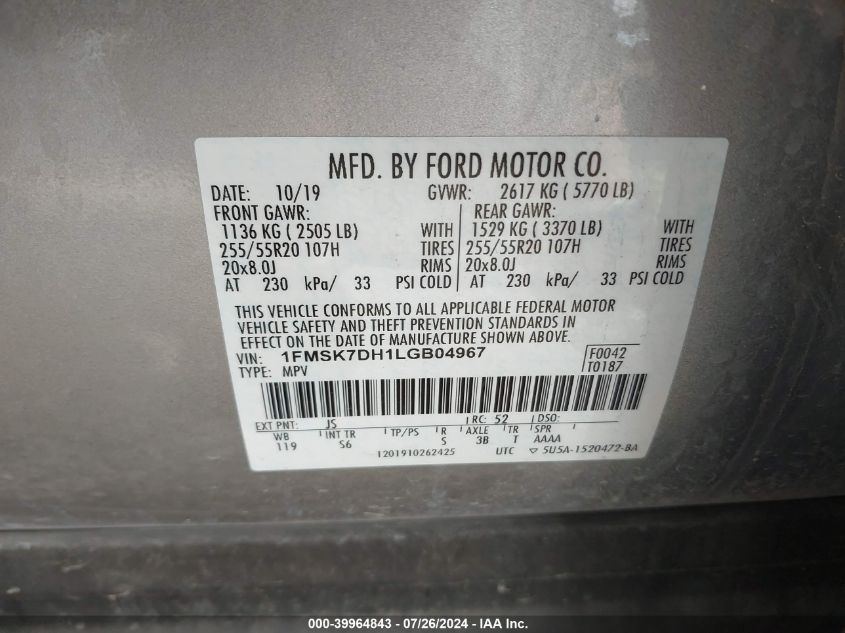 MFD. BY FORD MOTOR CO.
DATE: 10/19 GVWR: 2617 KG ( 5770 LB)
FRONT GAWR: REAR GAWR:
1136 KG ( 2505 LB) WITH 1529 KG ( 3370 LB) WITH
255/55R20 107H TIRES 255/55R20 107H TIRES
20x8.0J RIMS 20x8.0J RIMS
AT 230 kPa/ 33 PSI COLD AT 230 kPa/ 33 PSI COLD
THIS VEHICLE CONFORMS TO ALL APPLICABLE FEDERAL MOTOR
VEHICLE SAFETY AND THEFT PREVENTION STANDARDS IN
EFFECT ON THE DATE OF MANUFACTURE SHOWN ABOVE.
VIN: 1FMSK7DH1LGB04967 F0042
TYPE: MPV T0187
EXT PNT: JS RC: 52 DSO:
WB INT TR TP/PS R AXLE TR SPR
119 S6 S 3B T AAAA
1201910262425 UTC ▽ 5U5A-1520472-BA
000-39964843 - 07/26/2024 - IAA Inc.